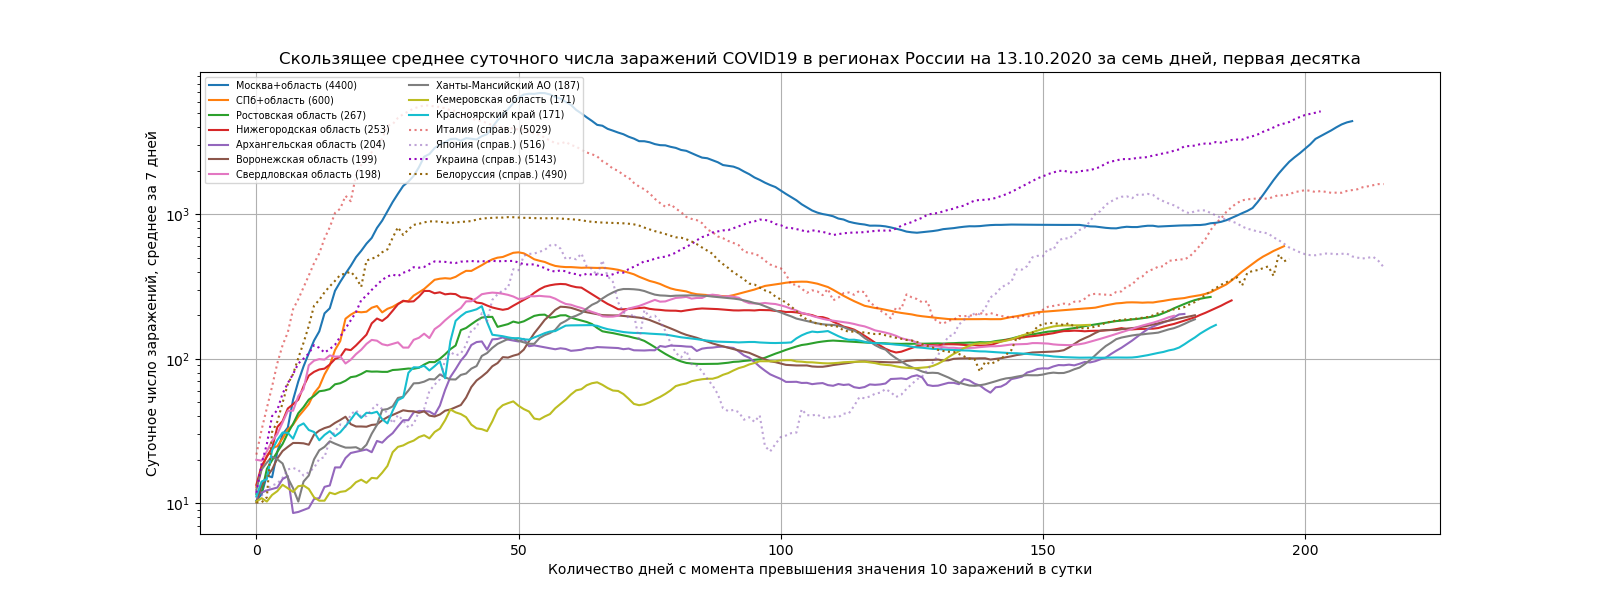 Скользящее среднее суточного числа заражений COVID19 в регионах России на 13.10.2020 за семь дней, первая десятка
Москва+область (4400)
СПб+область (600)
Ростовская область (267)
Нижегородская область (253)
Архангельская область (204)
Воронежская область (199)
Свердловская область (198)
Ханты-Мансийский АО (187)
Кемеровская область (171)
Красноярский край (171)
Италия (справ.) (5029)
Япония (справ.) (516)
Украина (справ.) (5143)
Белоруссия (справ.) (490)
Суточное число заражений, среднее за 7 дней
10³
10²
10¹
0 50 100 150 200
Количество дней с момента превышения значения 10 заражений в сутки